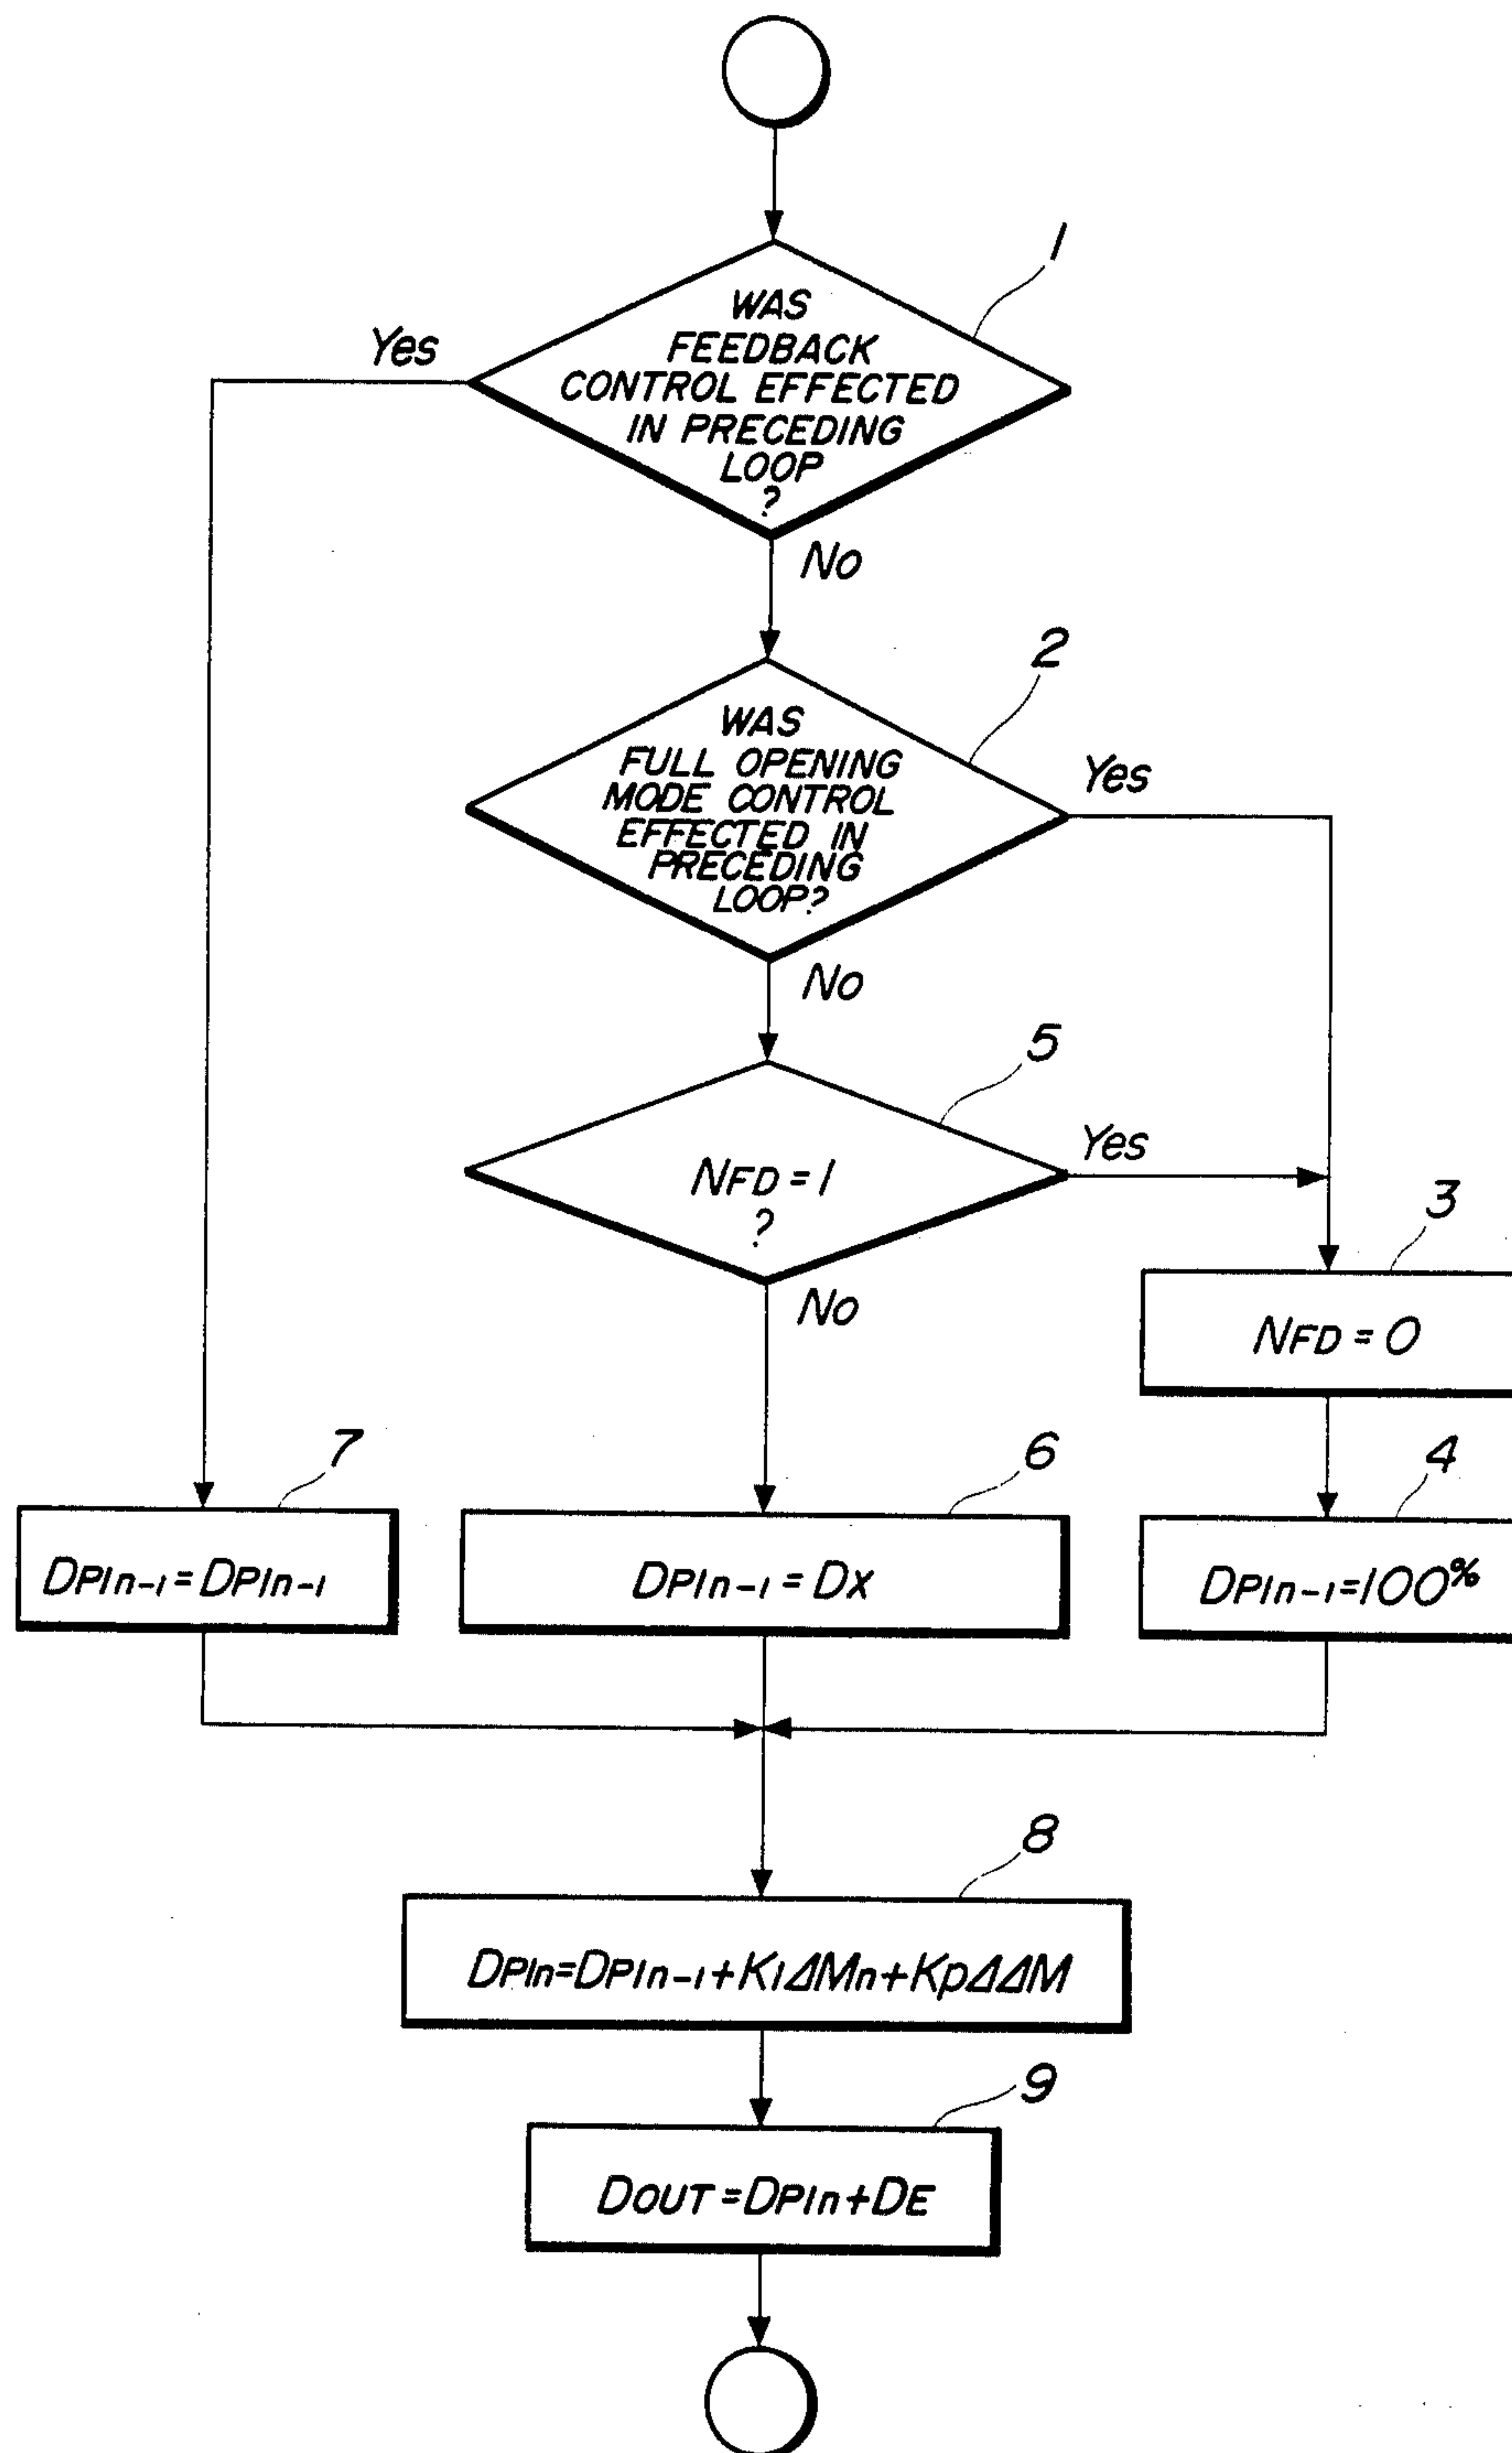 1
WAS
FEEDBACK
CONTROL EFFECTED
IN PRECEDING
LOOP
?
Yes
No
2
WAS
FULL OPENING
MODE CONTROL
EFFECTED IN
PRECEDING
LOOP?
Yes
No
5
NFD = 1
?
Yes
No
3
NFD = 0
7
DPIn-1 = DPIn-1
6
DPIn-1 = DX
4
DPIn-1 = 100%
8
DPIn = DPIn-1 + KIΔMn + KpΔΔM
9
DOUT = DPIn + DE